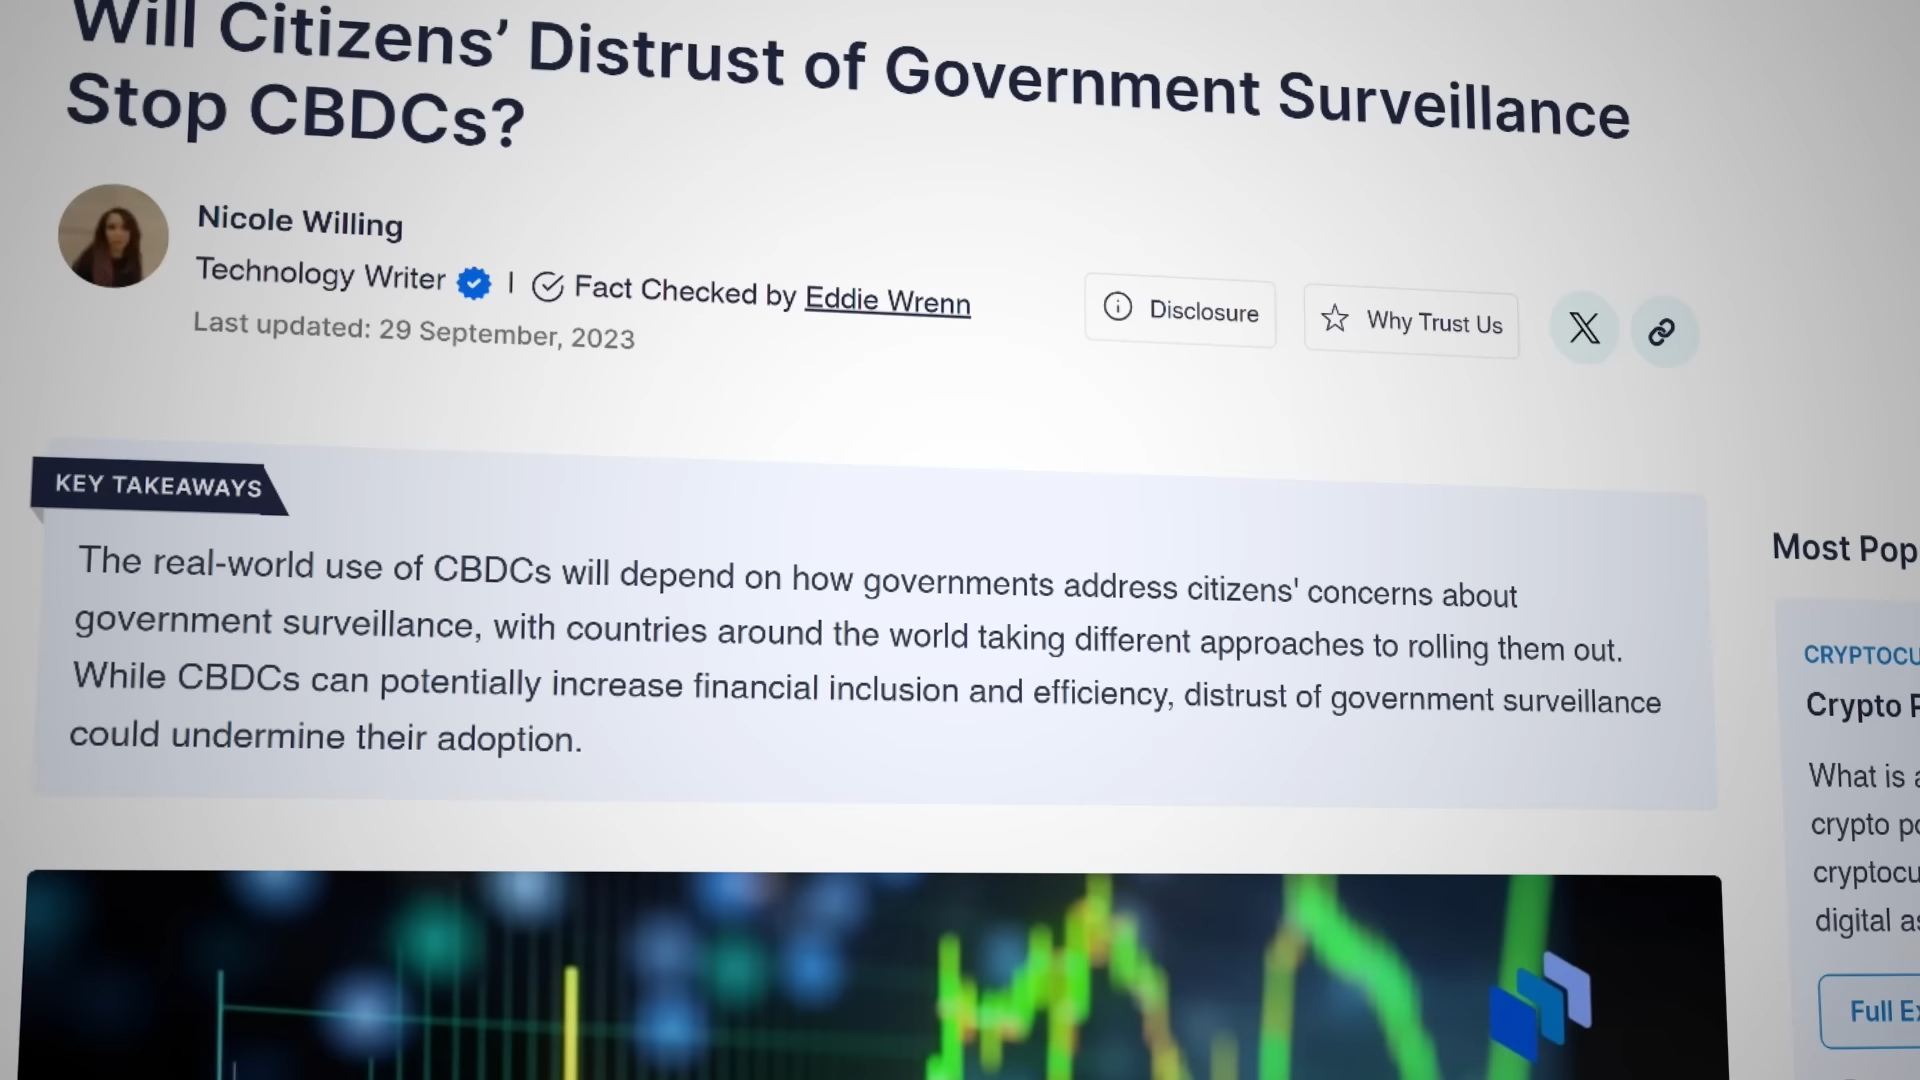 Will Citizens’ Distrust of Government Surveillance
Stop CBDCs?
Nicole Willing
Technology Writer | Fact Checked by Eddie Wrenn
Last updated: 29 September, 2023
Disclosure
Why Trust Us
KEY TAKEAWAYS
The real-world use of CBDCs will depend on how governments address citizens' concerns about
government surveillance, with countries around the world taking different approaches to rolling them out.
While CBDCs can potentially increase financial inclusion and efficiency, distrust of government surveillance
could undermine their adoption.
Most
Crypto
What is
crypto
digital
Full